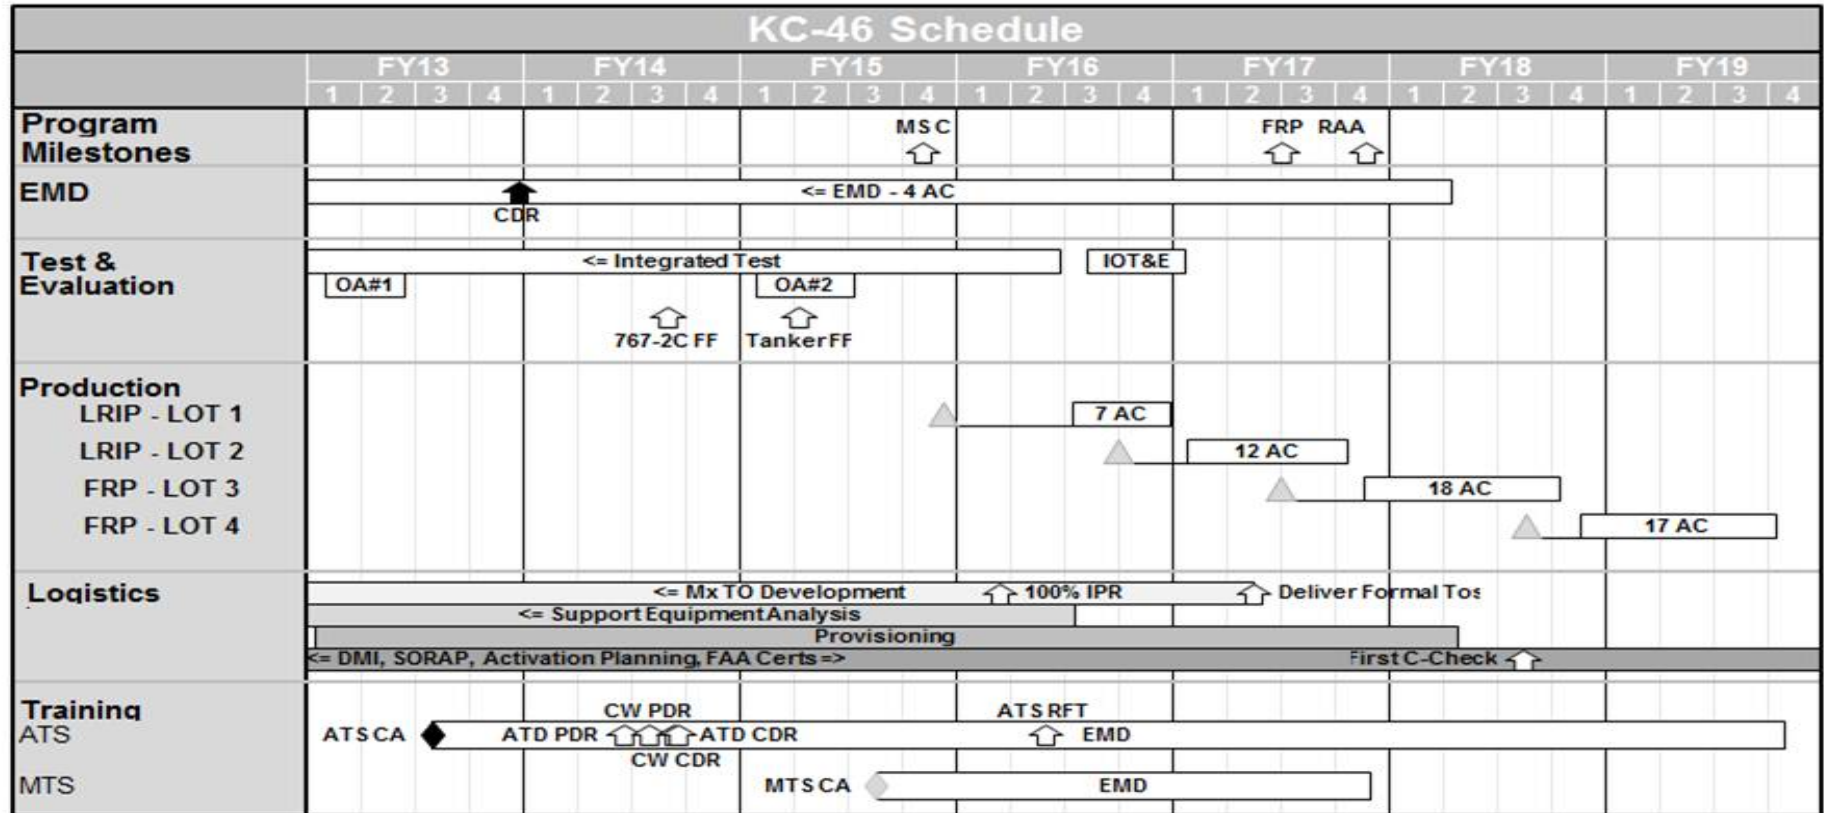 KC-46 Schedule
FY13 FY14 FY15 FY16 FY17 FY18 FY19
1 2 3 4 1 2 3 4 1 2 3 4 1 2 3 4 1 2 3 4 1 2 3 4 1 2 3 4
Program
Milestones
MSC FRP RAA
EMD <= EMD - 4 AC
CDR
Test &
Evaluation
<= Integrated Test IOT&E
OA#1 OA#2
767-2C FF Tanker FF
Production
LRIP - LOT 1 7 AC
LRIP - LOT 2 12 AC
FRP - LOT 3 18 AC
FRP - LOT 4 17 AC
Logistics <= Mx TO Development 100% IPR Deliver Formal Tos
<= Support Equipment Analysis
Provisioning
<= DMI, SORAP, Activation Planning, FAA Certs => First C-Check
Training CW PDR ATS RFT
ATS ATS CA ATD PDR ATD CDR EMD
CW CDR
MTS MTS CA EMD